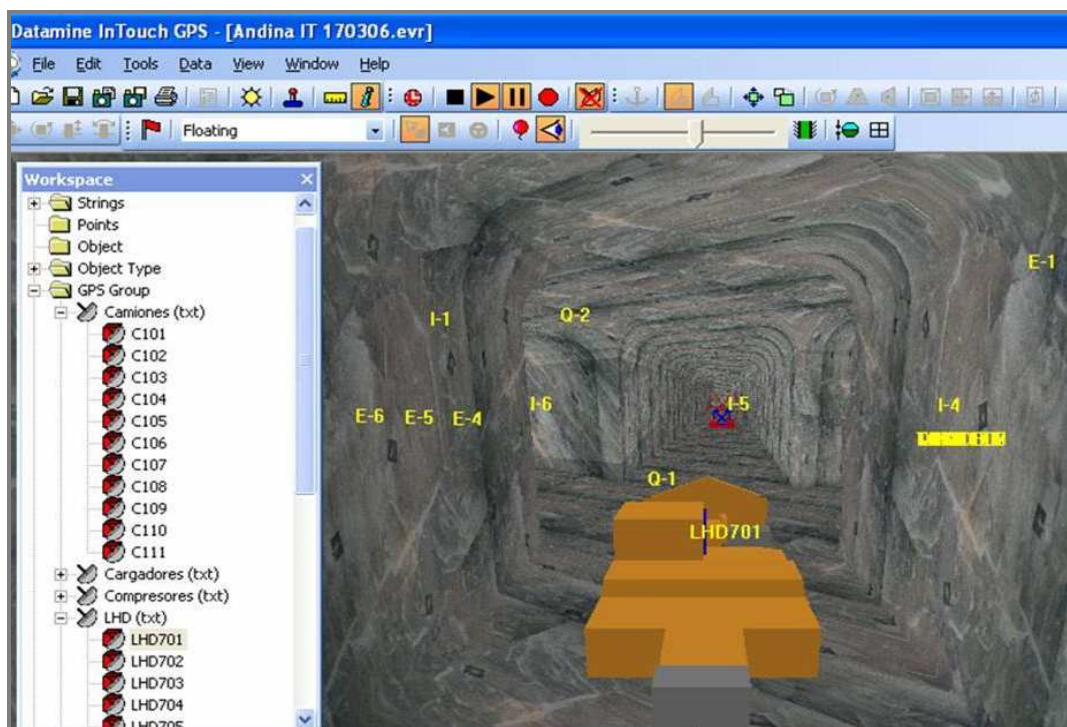 Datamine InTouch GPS - [Andina IT 170306.evr]
File Edit Tools Data View Window Help
Floating
Workspace
Strings
Points
Object
Object Type
GPS Group
Camiones (txt)
C101
C102
C103
C104
C105
C106
C107
C108
C109
C110
C111
Cargadores (txt)
Compresores (txt)
LHD (txt)
LHD701
LHD702
LHD703
LHD704
LHD705
E-1
I-1
Q-2
E-6 E-5 E-4 I-6 I-5 I-4
Q-1
LHD701